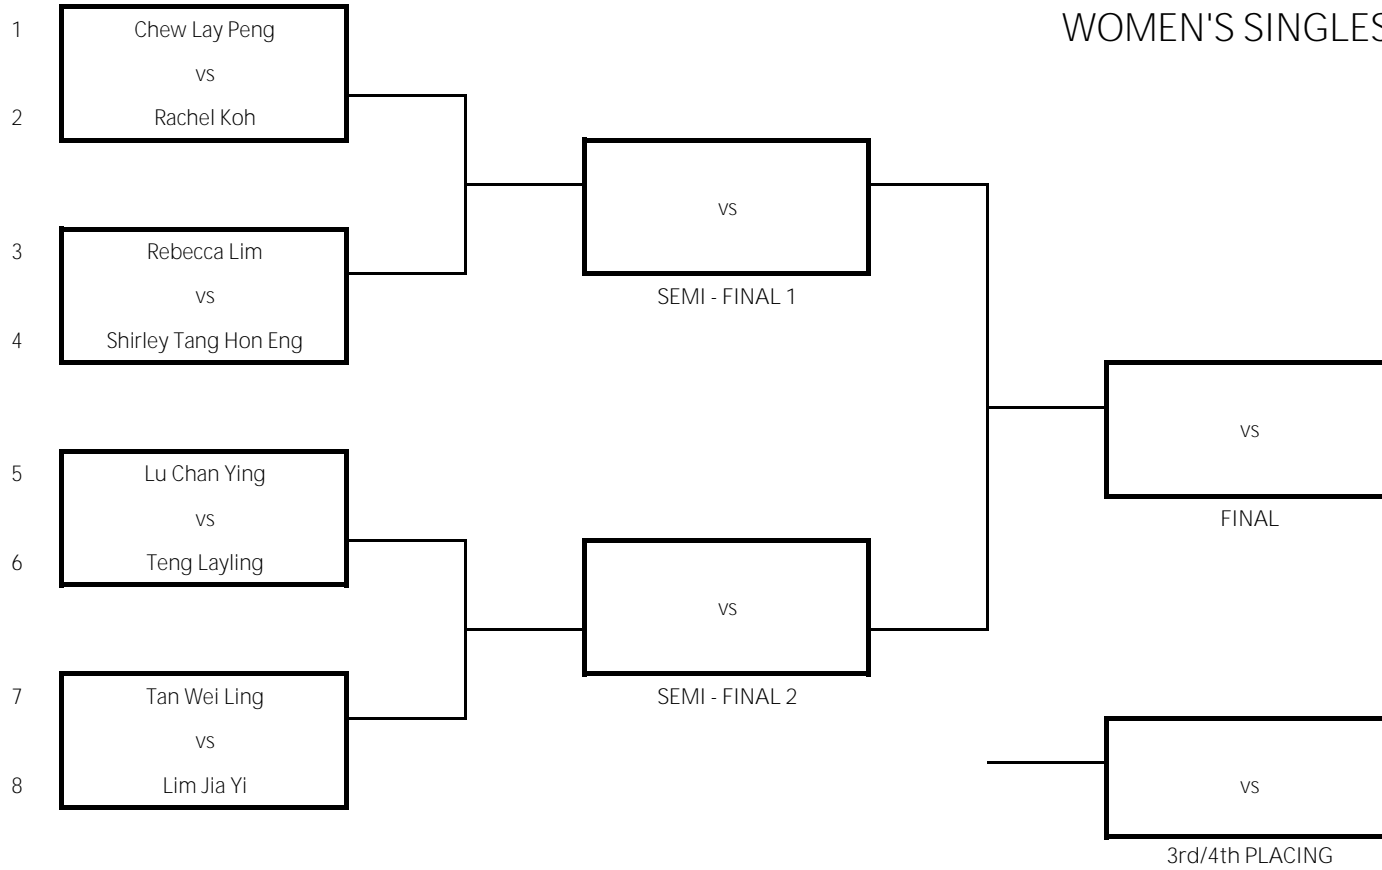 WOMEN'S SINGLES
1 Chew Lay Peng
vs
2 Rachel Koh
3 Rebecca Lim
vs
4 Shirley Tang Hon Eng
5 Lu Chan Ying
vs
6 Teng Layling
7 Tan Wei Ling
vs
8 Lim Jia Yi
vs
SEMI - FINAL 1
vs
SEMI - FINAL 2
vs
FINAL
vs
3rd/4th PLACING